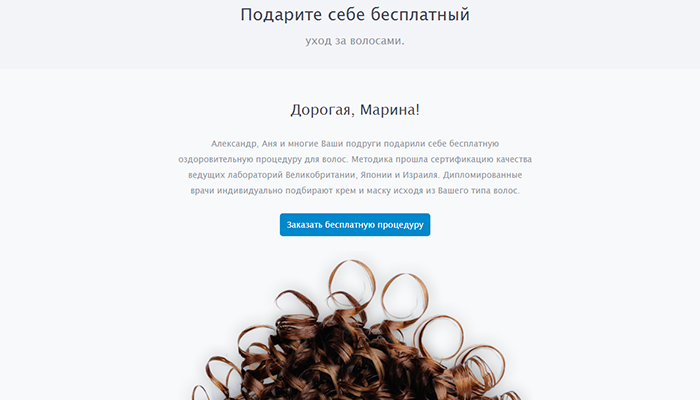 Подарите себе бесплатный
уход за волосами.
Дорогая, Марина!
Александр, Аня и многие Ваши подруги подарили себе бесплатную
оздоровительную процедуру для волос. Методика прошла сертификацию качества
ведущих лабораторий Великобритании, Японии и Израиля. Дипломированные
врачи индивидуально подбирают крем и маску исходя из Вашего типа волос.
Заказать бесплатную процедуру